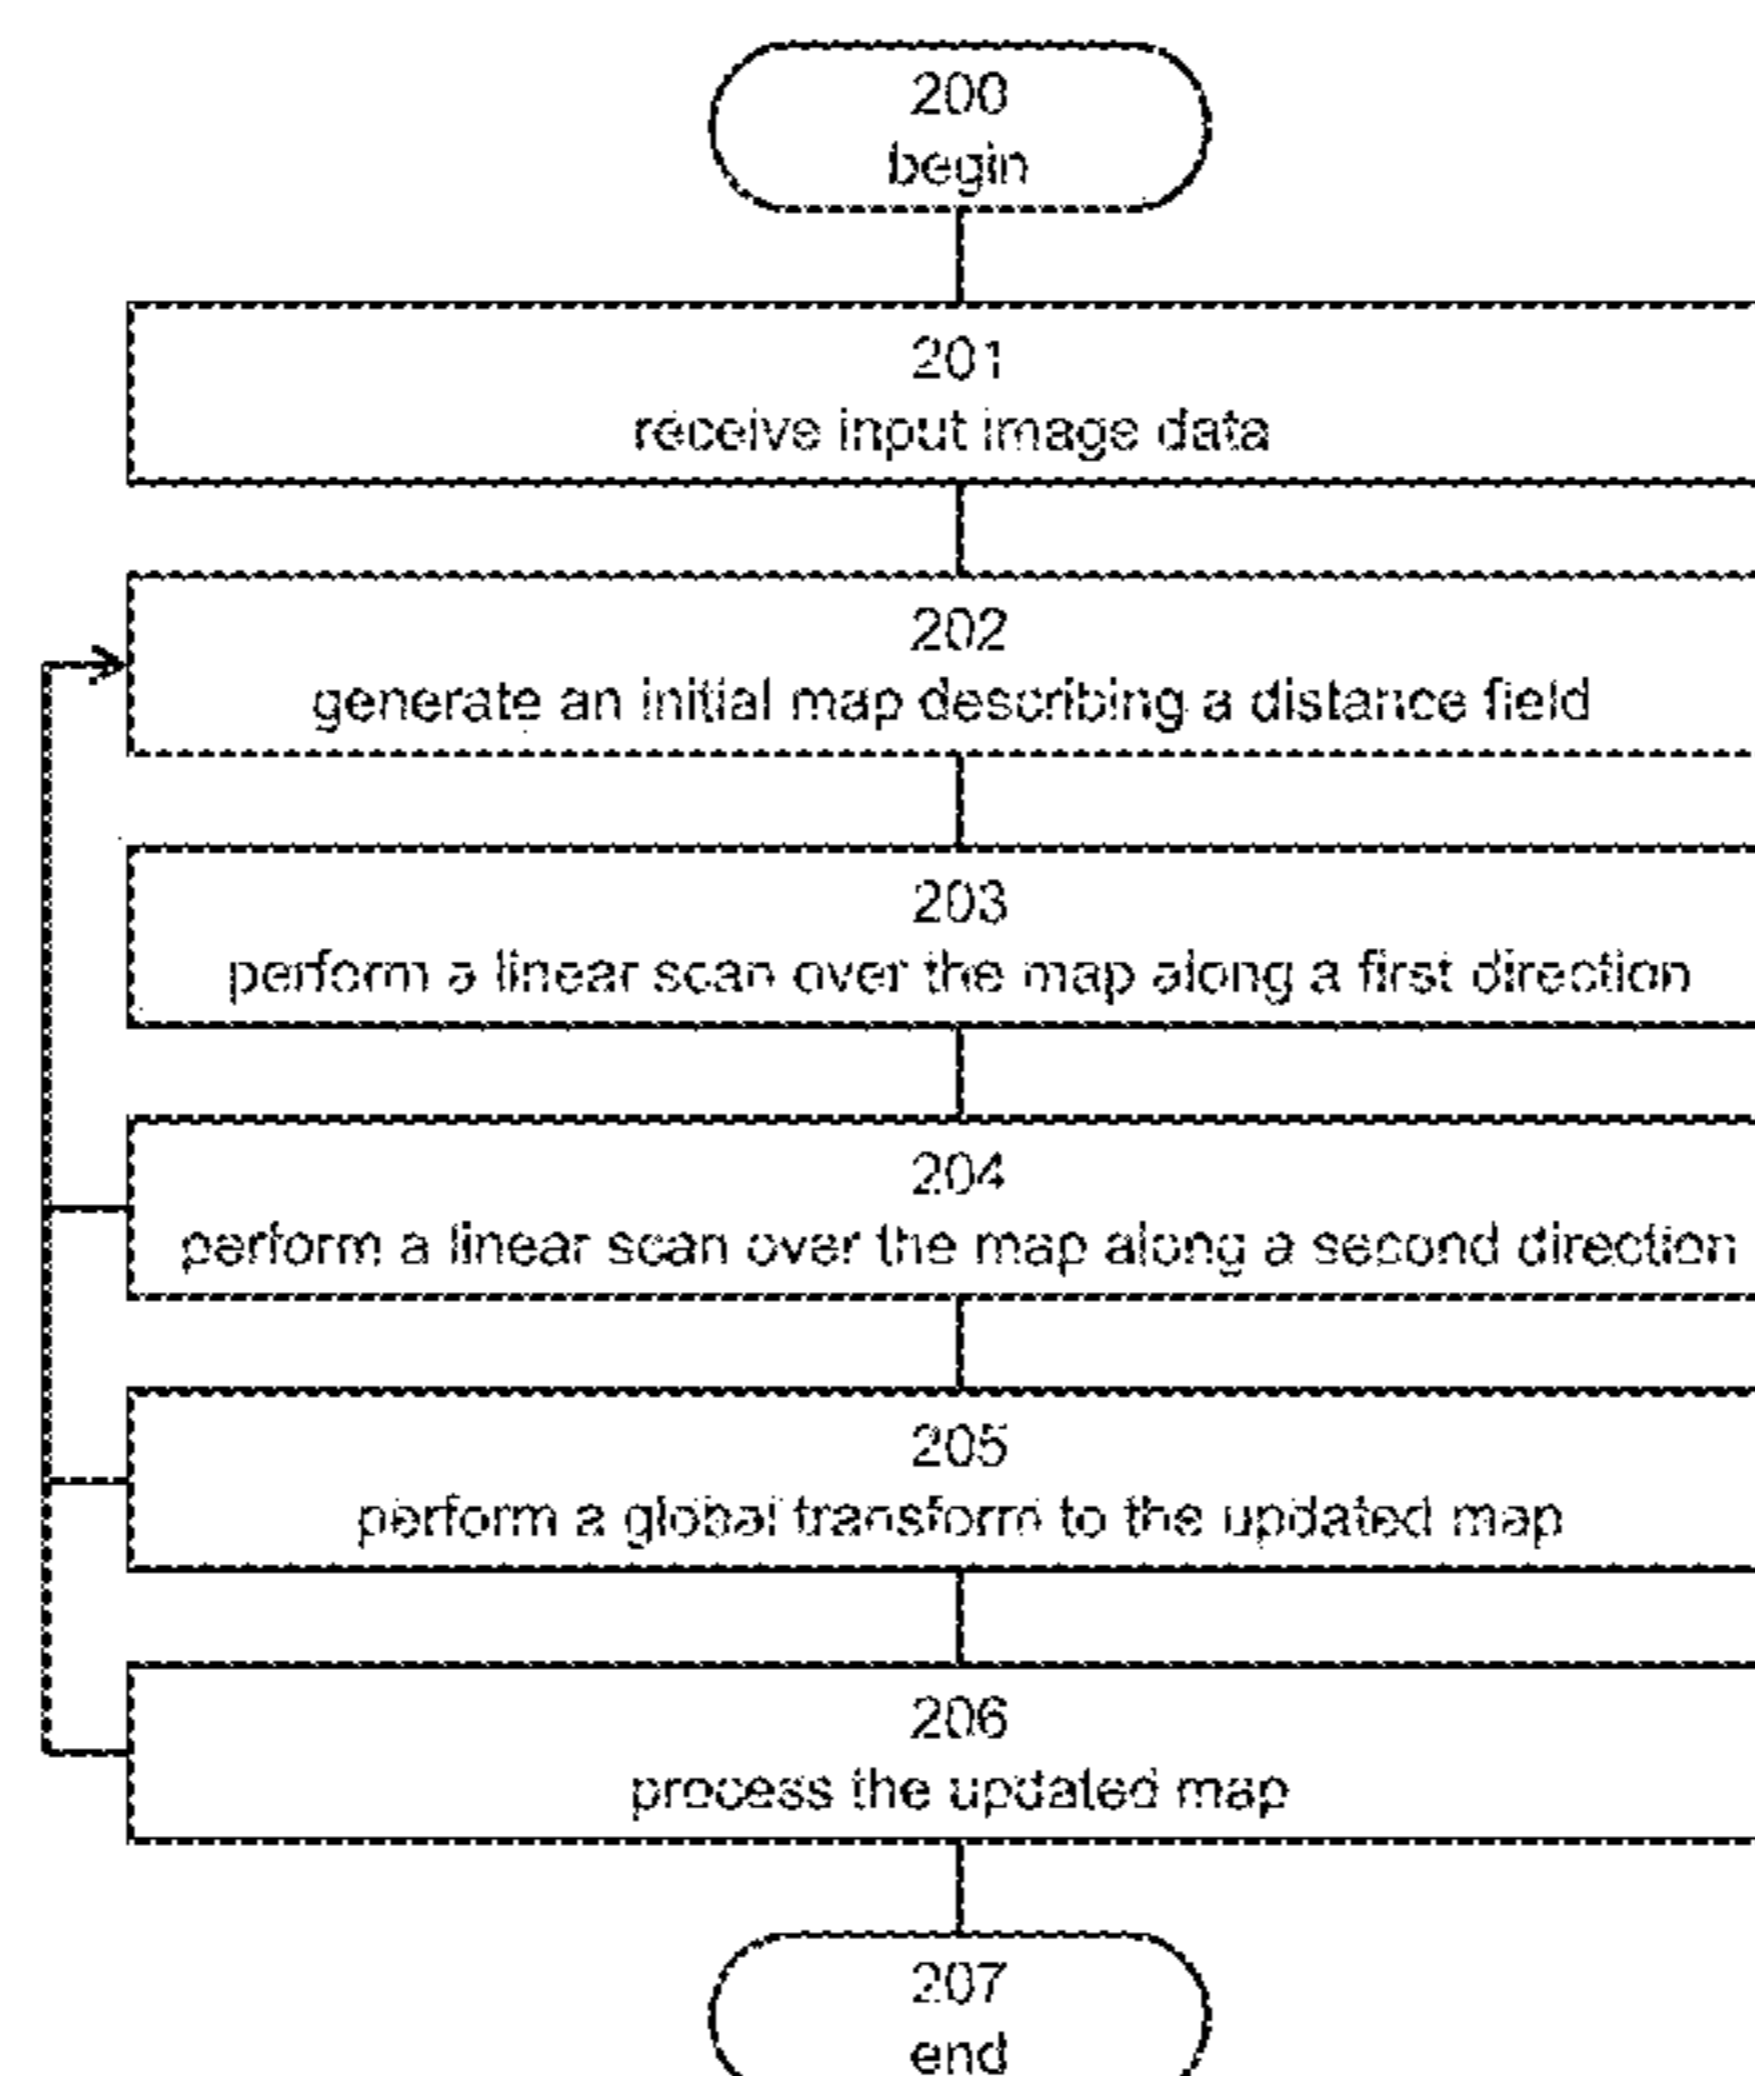 200
begin
201
receive input image data
202
generate an initial map describing a distance field
203
perform a linear scan over the map along a first direction
204
perform a linear scan over the map along a second direction
205
perform a global transform to the updated map
206
process the updated map
207
end